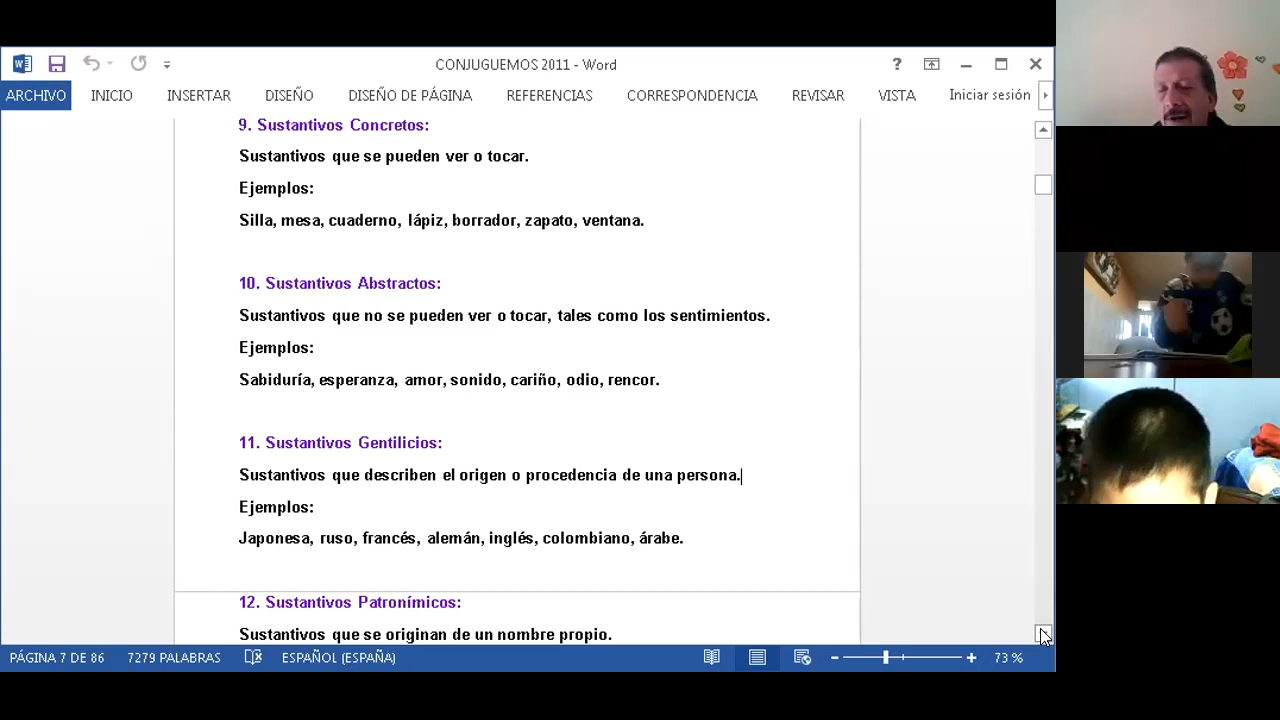 CONJUGUEMOS 2011 - Word
?
ARCHIVO INICIO INSERTAR DISEÑO DISEÑO DE PÁGINA REFERENCIAS CORRESPONDENCIA REVISAR VISTA Iniciar sesión
9. Sustantivos Concretos:
Sustantivos que se pueden ver o tocar.
Ejemplos:
Silla, mesa, cuaderno, lápiz, borrador, zapato, ventana.
10. Sustantivos Abstractos:
Sustantivos que no se pueden ver o tocar, tales como los sentimientos.
Ejemplos:
Sabiduría, esperanza, amor, sonido, cariño, odio, rencor.
11. Sustantivos Gentilicios:
Sustantivos que describen el origen o procedencia de una persona.
Ejemplos:
Japonesa, ruso, francés, alemán, inglés, colombiano, árabe.
12. Sustantivos Patronímicos:
Sustantivos que se originan de un nombre propio.
PÁGINA 7 DE 86 7279 PALABRAS ESPAÑOL (ESPAÑA) 73 %